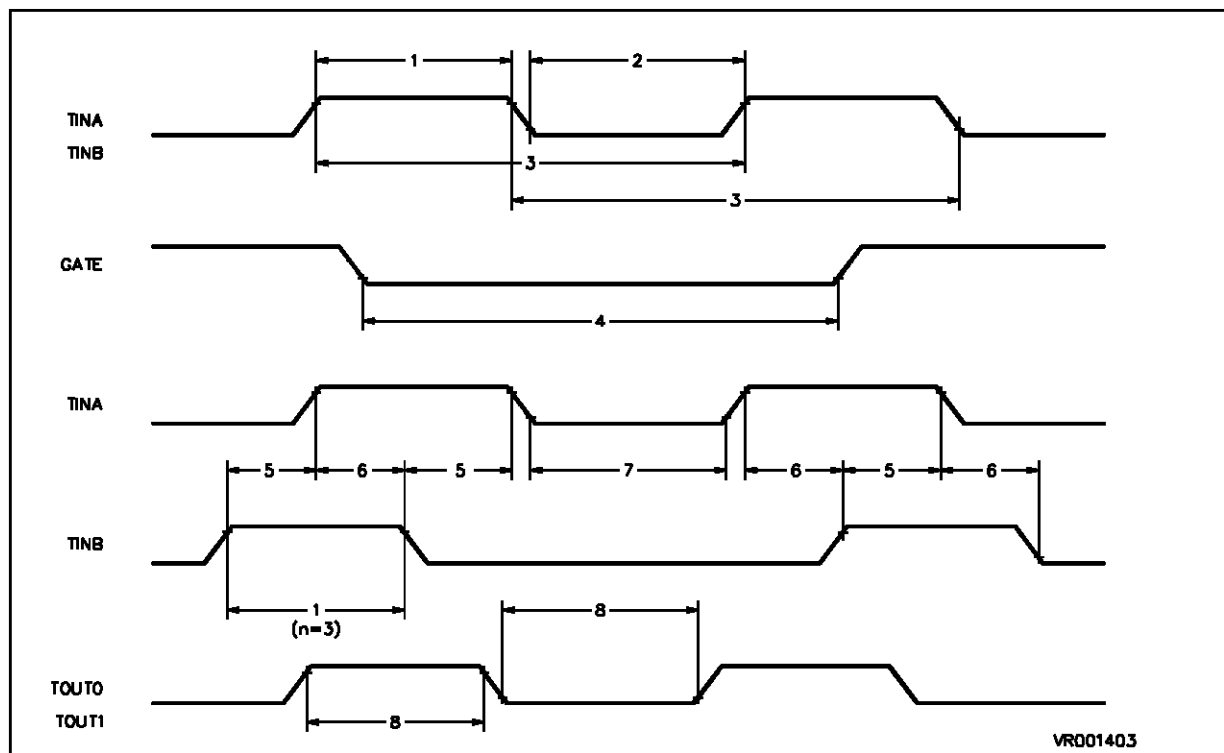 1
2
TINA
TINB
3
3
GATE
4
TINA
5 6 5 7 6 5 6
TINB
1
(n=3)
8
TOUT0
TOUT1
8
VR001403